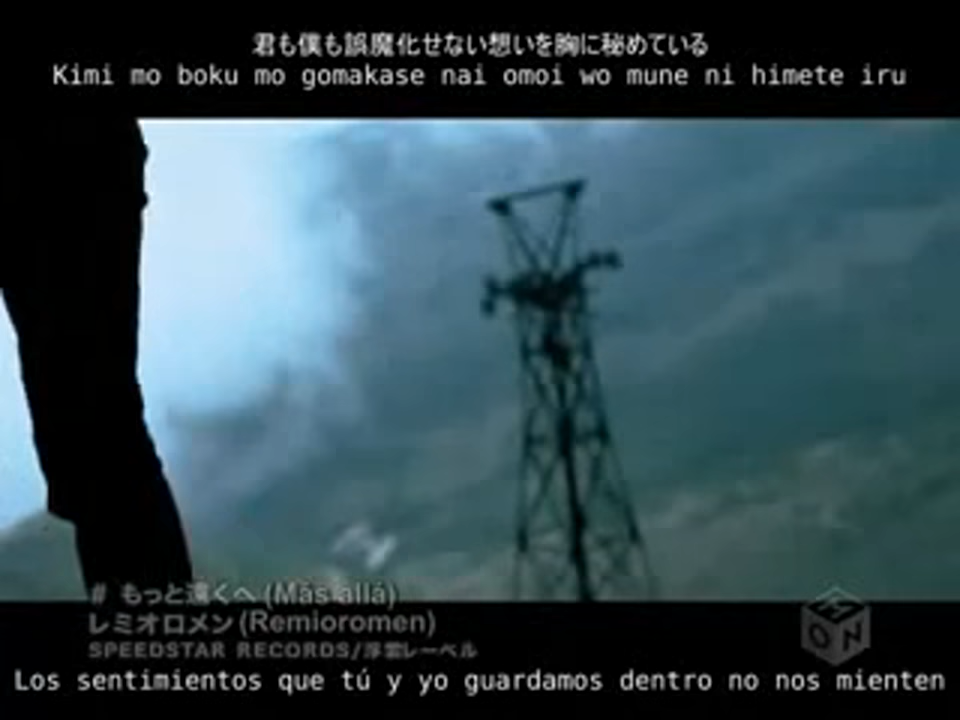 君も僕も誤魔化せない想いを胸に秘めている
Kimi mo boku mo gomakase nai omoi wo mune ni himete iru
# もっと遠くへ (Más allá)
レミオロメン (Remioromen)
SPEEDSTAR RECORDS/浮雲レーベル
M
ON
Los sentimientos que tú y yo guardamos dentro no nos mienten